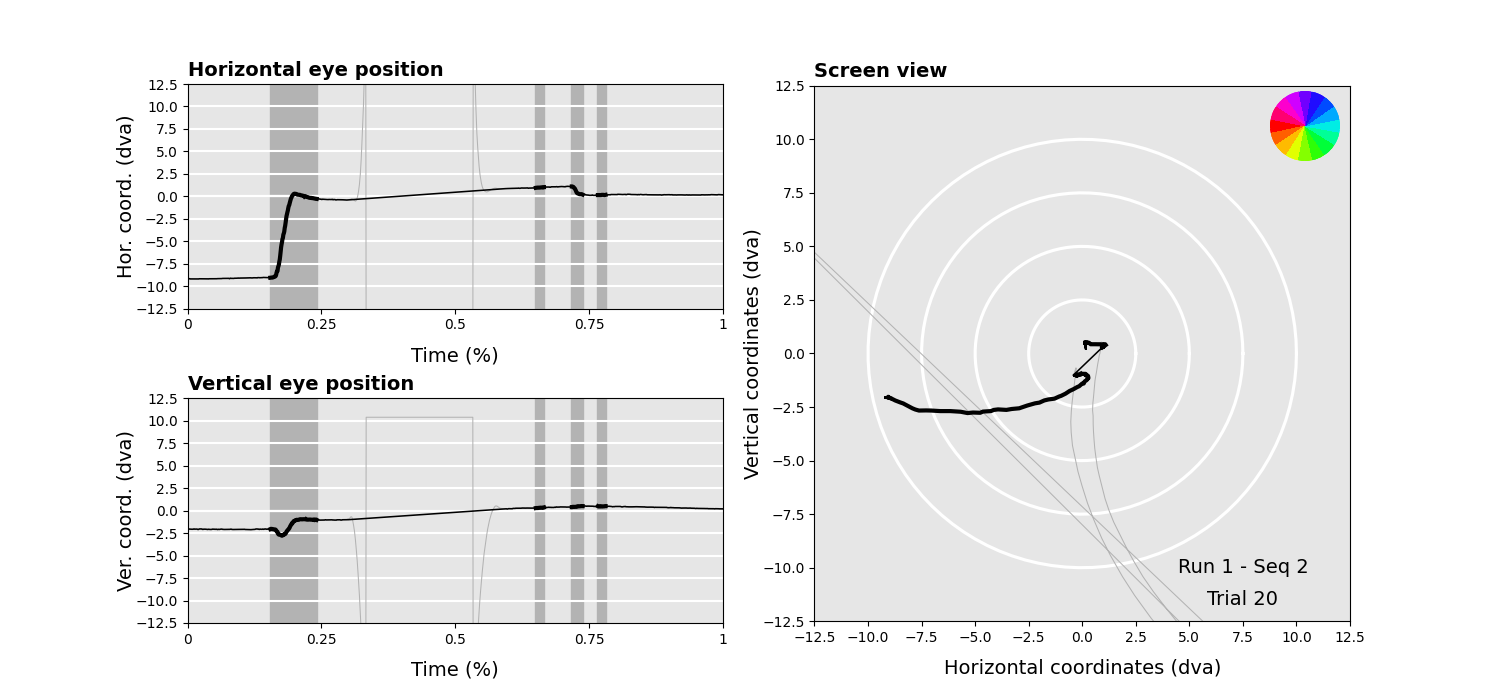 Horizontal eye position
12.5
10.0
7.5
5.0
2.5
0.0
−2.5
−5.0
−7.5
−10.0
−12.5
Hor. coord. (dva)
0 0.25 0.5 0.75 1
Time (%)
Vertical eye position
12.5
10.0
7.5
5.0
2.5
0.0
−2.5
−5.0
−7.5
−10.0
−12.5
Ver. coord. (dva)
0 0.25 0.5 0.75 1
Time (%)
Screen view
12.5
10.0
7.5
5.0
2.5
0.0
−2.5
−5.0
−7.5
−10.0
−12.5
Vertical coordinates (dva)
Run 1 - Seq 2
Trial 20
−12.5 −10.0 −7.5 −5.0 −2.5 0.0 2.5 5.0 7.5 10.0 12.5
Horizontal coordinates (dva)